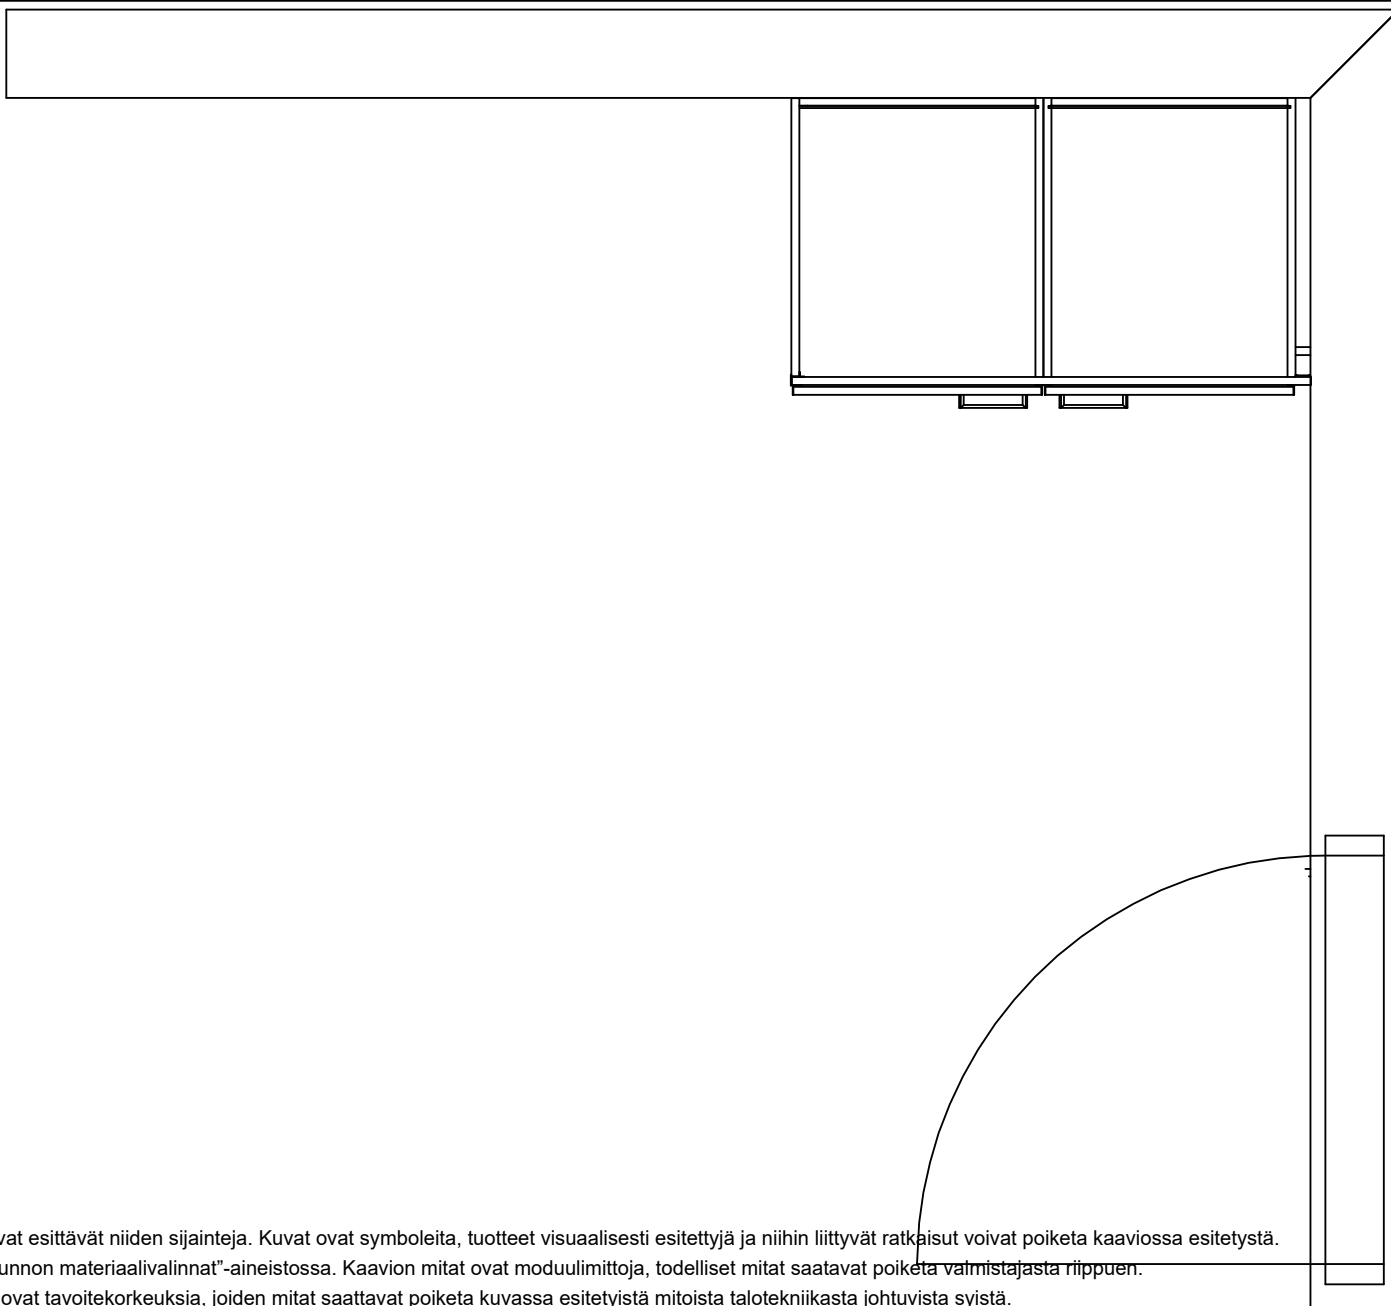 vat esittävät niiden sijainteja. Kuvat ovat symboleita, tuotteet visuaalisesti esitettyjä ja niihin liittyvät ratkaisut voivat poiketa kaaviossa esitetystä.
unnon materiaalivalinnat"-aineistossa. Kaavion mitat ovat moduulimittoja, todelliset mitat saatavat poiketa valmistajasta riippuen.
ovat tavoitekorkeuksia, joiden mitat saattavat poiketa kuvassa esitetyistä mitoista talotekniikasta johtuvista syistä.